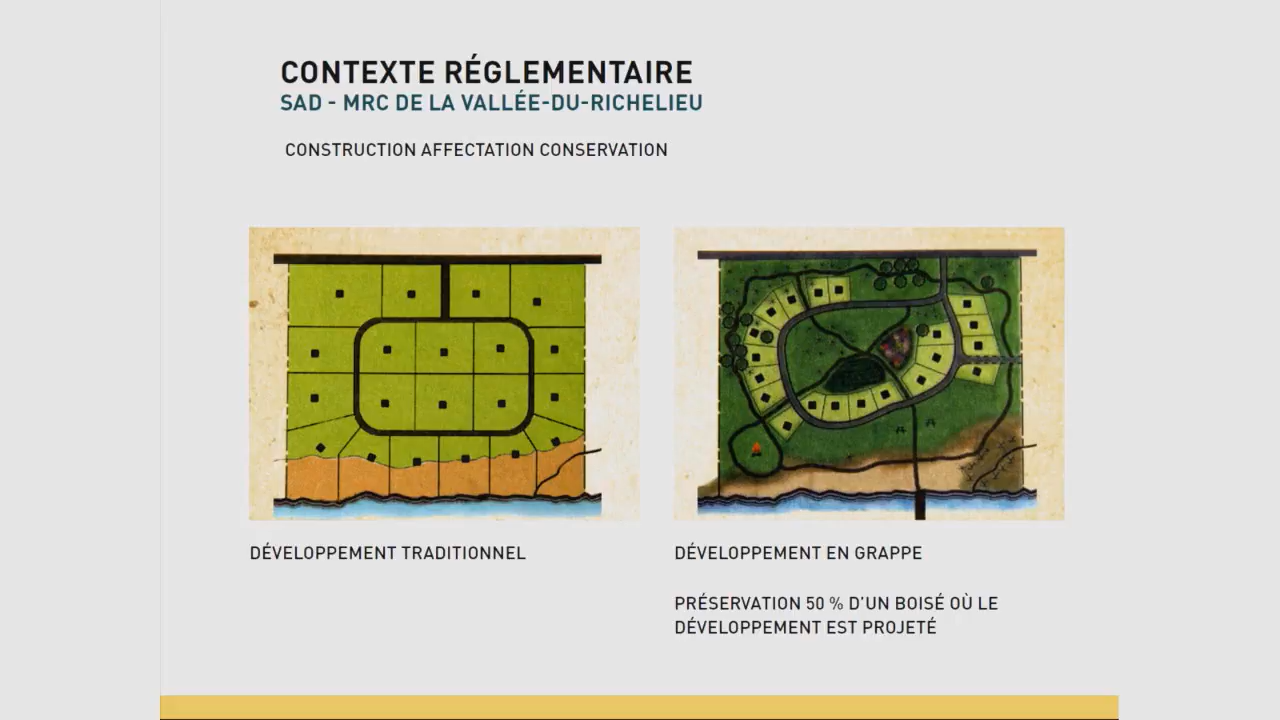 CONTEXTE RÉGLEMENTAIRE
SAD - MRC DE LA VALLÉE-DU-RICHELIEU
CONSTRUCTION AFFECTATION CONSERVATION
DÉVELOPPEMENT TRADITIONNEL
DÉVELOPPEMENT EN GRAPPE
PRÉSERVATION 50 % D'UN BOISÉ OÙ LE
DÉVELOPPEMENT EST PROJETÉ